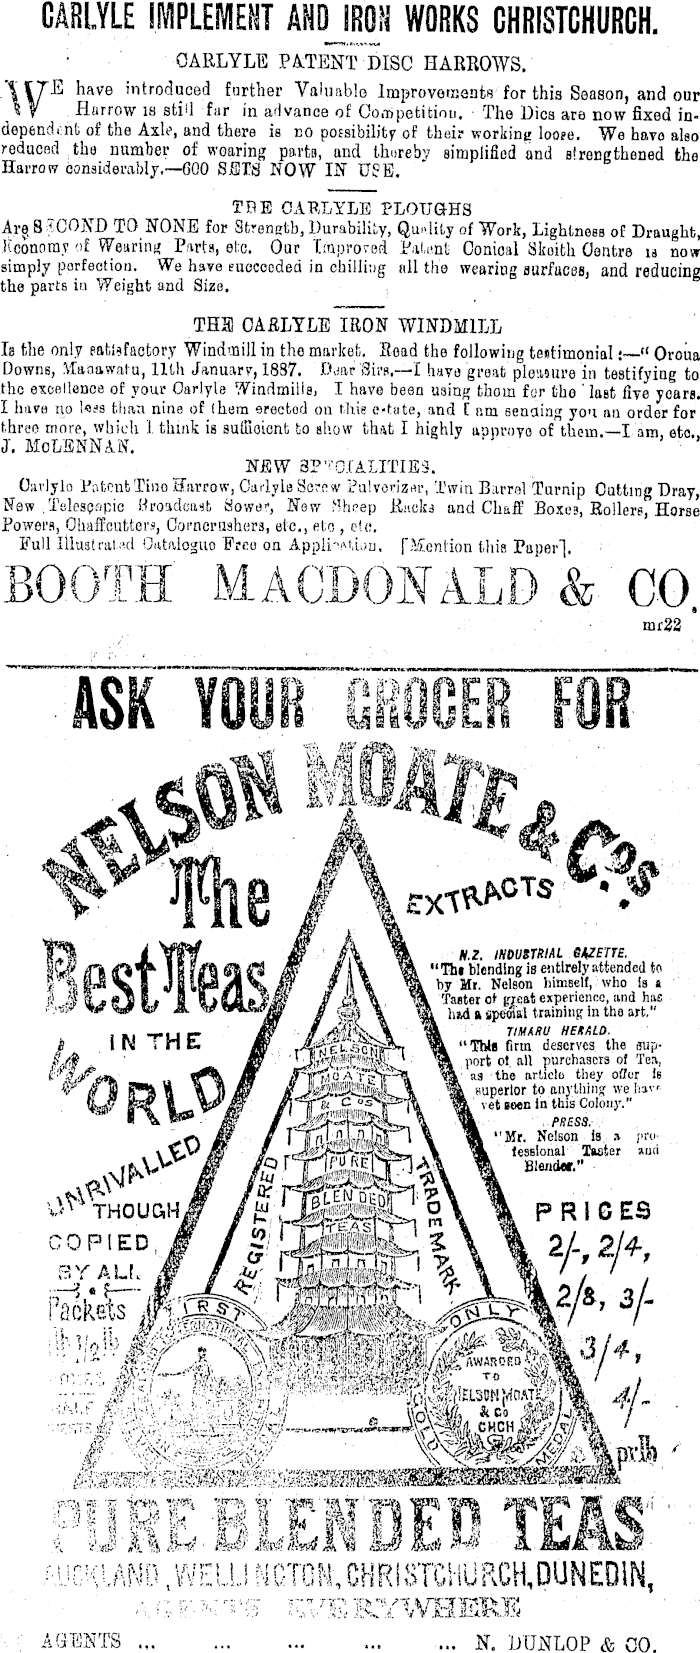 CARLYLE IMPLEMENT AND IRON WORKS CHRISTCHURCH.
CARLYLE PATENT DISC HARROWS.
WE have introduced further Valuable Improvements for this Season, and our
Harrow is still far in advance of Competition. The Dics are now fixed in-
dependent of the Axle, and there is no possibility of their working loose. We have also
reduced the number of wearing parts, and thereby simplified and strengthened the
Harrow considerably.—600 SETS NOW IN USE.
THE CARLYLE PLOUGHS
Are SECOND TO NONE for Strength, Durability, Quality of Work, Lightness of Draught,
Economy of Wearing Parts, etc. Our Improved Patent Conical Skeith Centre is now
simply perfection. We have succeeded in chilling all the wearing surfaces, and reducing
the parts in Weight and Size.
THE CARLYLE IRON WINDMILL
Is the only satisfactory Windmill in the market. Read the following testimonial :—" Oroua
Downs, Manawatu, 11th January, 1887. Dear Sirs,—I have great pleasure in testifying to
the excellence of your Carlyle Windmills, I have been using them for the last five years.
I have no less than nine of them erected on this estate, and I am sending you an order for
three more, which I think is sufficient to show that I highly approve of them.—I am, etc.,
J. McLENNAN.
NEW SPECIALITIES.
Carlyle Patent Tine Harrow, Carlyle Screw Pulverizer, Twin Barrel Turnip Cutting Dray,
New Telescopic Broadcast Sower, New Sheep Racks and Chaff Boxes, Rollers, Horse
Powers, Chaffcutters, Corncrushers, etc., etc., etc.
Full Illustrated Catalogue Free on Application. [Mention this Paper].
BOOTH MACDONALD & CO.
mr22
ASK YOUR GROCER FOR
NELSON MOATE & Co's.
The
Best Teas
IN THE
WORLD
UNRIVALLED
THOUGH
COPIED
BY ALL
Packets
1lb 1/2lb
EXTRACTS
N.Z. INDUSTRIAL GAZETTE.
"The blending is entirely attended to
by Mr. Nelson himself, who is a
Taster of great experience, and has
had a special training in the art."
TIMARU HERALD.
"This firm deserves the sup-
port of all purchasers of Tea,
as the article they offer is
superior to anything we have
yet seen in this Colony."
PRESS.
"Mr. Nelson is a pro-
fessional Taster and
Blender."
PRICES
2/-, 2/4,
2/8, 3/-
3/4,
4/-
prlb
NELSON
MOATE
& Cos
PURE
BLENDED
TEAS
REGISTERED
TRADE MARK
FIRST
ONLY
AWARDED
TO
NELSON MOATE
& Co
CHCH
GOLD MEDAL
PURE BLENDED TEAS
AUCKLAND, WELLINGTON, CHRISTCHURCH, DUNEDIN,
AGENTS EVERYWHERE
AGENTS ... ... ... ... ... N. DUNLOP & CO.